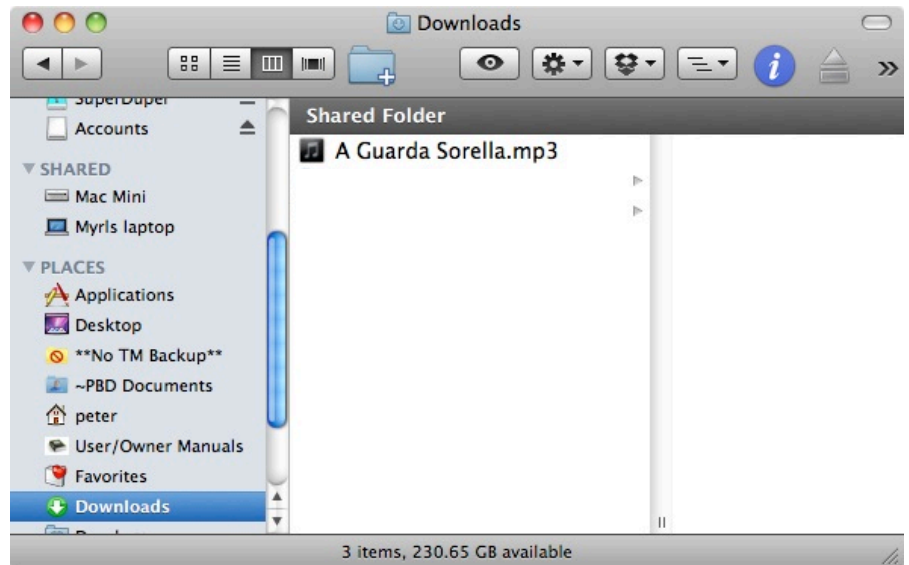 Downloads
SuperDuper
Accounts
SHARED
Mac Mini
Myrls laptop
PLACES
Applications
Desktop
**No TM Backup**
~PBD Documents
peter
User/Owner Manuals
Favorites
Downloads
Shared Folder
A Guarda Sorella.mp3
3 items, 230.65 GB available